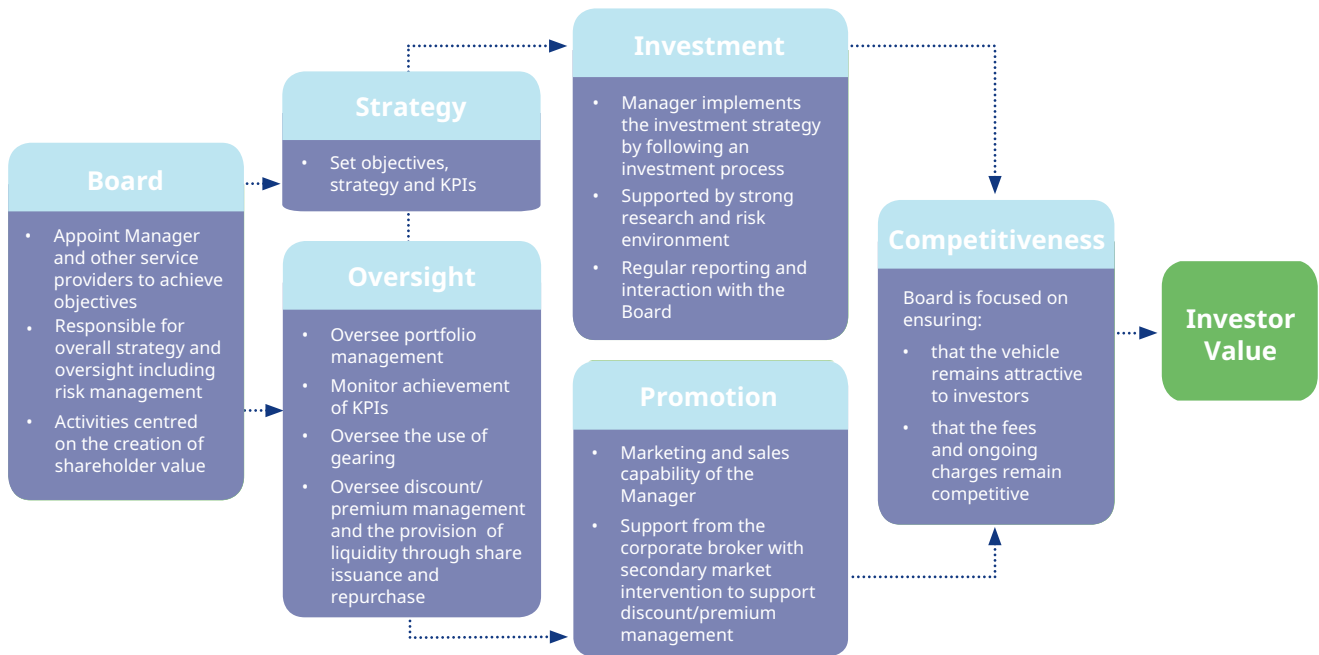 Board
• Appoint Manager
and other service
providers to achieve
objectives
• Responsible for
overall strategy and
oversight including
risk management
• Activities centred
on the creation of
shareholder value
Strategy
• Set objectives,
strategy and KPIs
Oversight
• Oversee portfolio
management
• Monitor achievement
of KPIs
• Oversee the use of
gearing
• Oversee discount/
premium management
and the provision of
liquidity through share
issuance and
repurchase
Investment
• Manager implements
the investment strategy
by following an
investment process
• Supported by strong
research and risk
environment
• Regular reporting and
interaction with the
Board
Promotion
• Marketing and sales
capability of the
Manager
• Support from the
corporate broker with
secondary market
intervention to support
discount/premium
management
Competitiveness
Board is focused on
ensuring:
• that the vehicle
remains attractive
to investors
• that the fees
and ongoing
charges remain
competitive
Investor
Value